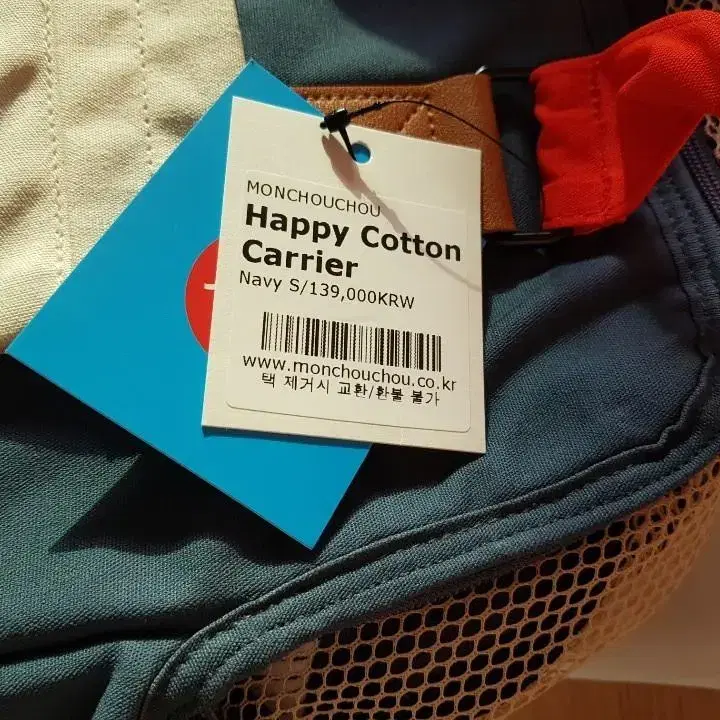 MONCHOUCHOU
Happy Cotton
Carrier
Navy S/139,000KRW
www.monchouchou.co.kr
택 제거시 교환/환불 불가